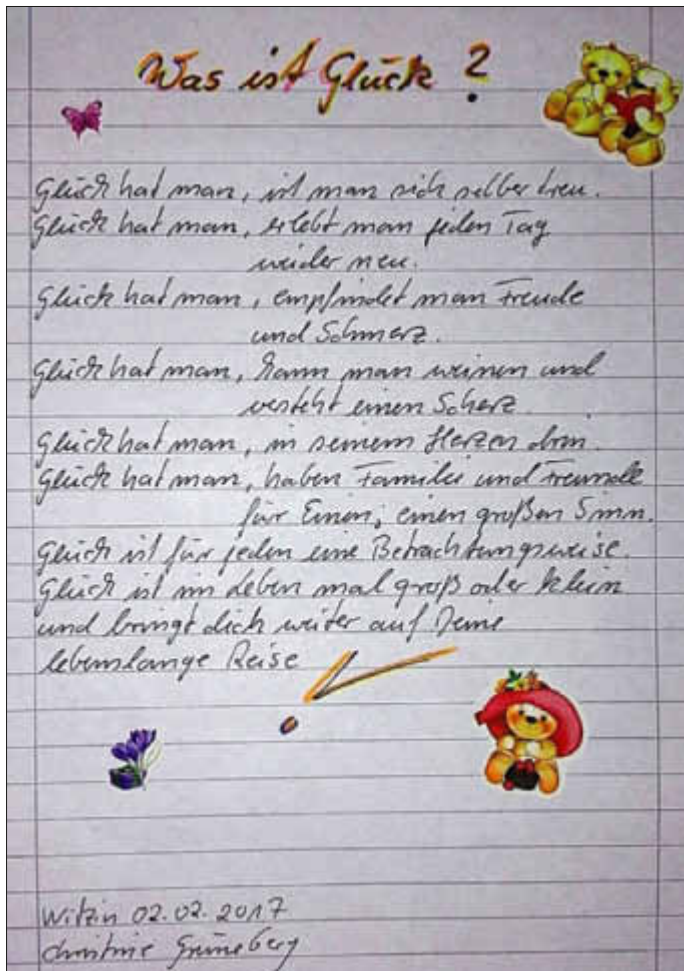 Was ist Glück ?
Glück hat man, ist man sich selber treu.
Glück hat man, erlebt man jeden Tag
wieder neu.
Glück hat man, empfindet man Freude
und Schmerz.
Glück hat man, kann man weinen und
versteht einen Scherz.
Glück hat man, in seinem Herzen drin.
Glück hat man, haben Familie und Freunde
für Einen, einen großen Sinn.
Glück ist für jeden eine Betrachtungsweise.
Glück ist im Leben mal groß oder klein
und bringt dich weiter auf Deine
lebenslange Reise
!
Witzin 02.02.2017
Christine Grüneberg